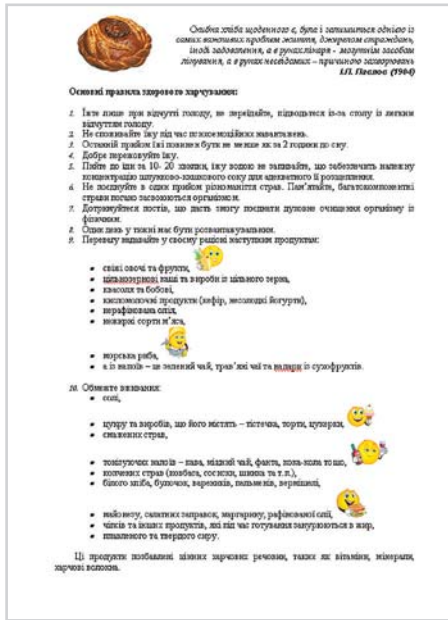 Турбота хліба щоденного є, була і залишиться однією із
самих важливих проблем життя, джерелом страждань,
іноді задоволення, а в руках лікаря - могутнім засобом
лікування, а в руках несвідомих – причиною захворювань
І.П. Павлов (1904)
Основні правила здорового харчування:
1. Їжте лише при відчутті голоду, не переїдайте, підводьтеся із-за столу із легким
відчуттям голоду.
2. Не споживайте їжу під час психоемоційних навантажень.
3. Останній прийом їжі повинен бути не менше як за 2 години до сну.
4. Добре пережовуйте їжу.
5. Пийте до їди за 10- 20 хвилин, їжу водою не запивайте, що забезпечить належну
концентрацію шлунково-кишкового соку для адекватного її розщеплення.
6. Не поєднуйте в один прийом різноманіття страв. Пам'ятайте, багатокомпонентні
страви погано засвоюються організмом.
7. Дотримуйтеся постів, що дасть змогу поєднати духовне очищення організму із
фізичним.
8. Один день у тижні має бути розвантажувальним.
9. Перевагу надавайте у своєму раціоні наступним продуктам:
• свіжі овочі та фрукти,
• цільнозернові каші та вироби із цільного зерна,
• квасоля та бобові,
• кисломолочні продукти (кефір, несолодкі йогурти),
• нерафінована олія,
• нежирні сорти м'яса,
• морська риба,
• а із напоїв – це зелений чай, трав'яні чаї та узвари із сухофруктів.
10. Обмежте вживання:
• солі,
• цукру та виробів, що його містять – тістечка, торти, цукерки,
• смажених страв,
• тонізуючих напоїв – кава, міцний чай, фанта, кока-кола тощо,
• копчених страв (ковбаса, сосиски, шинка та т.п.),
• білого хліба, булочок, вареників, пельменів, вермішелі,
• майонезу, салатних заправок, маргарину, рафінованої олії,
• чіпсів та інших продуктів, які під час готування занурюються в жир,
• плавленого та твердого сиру.
Ці продукти позбавлені цінних харчових речовин, таких як вітаміни, мінерали,
харчові волокна.